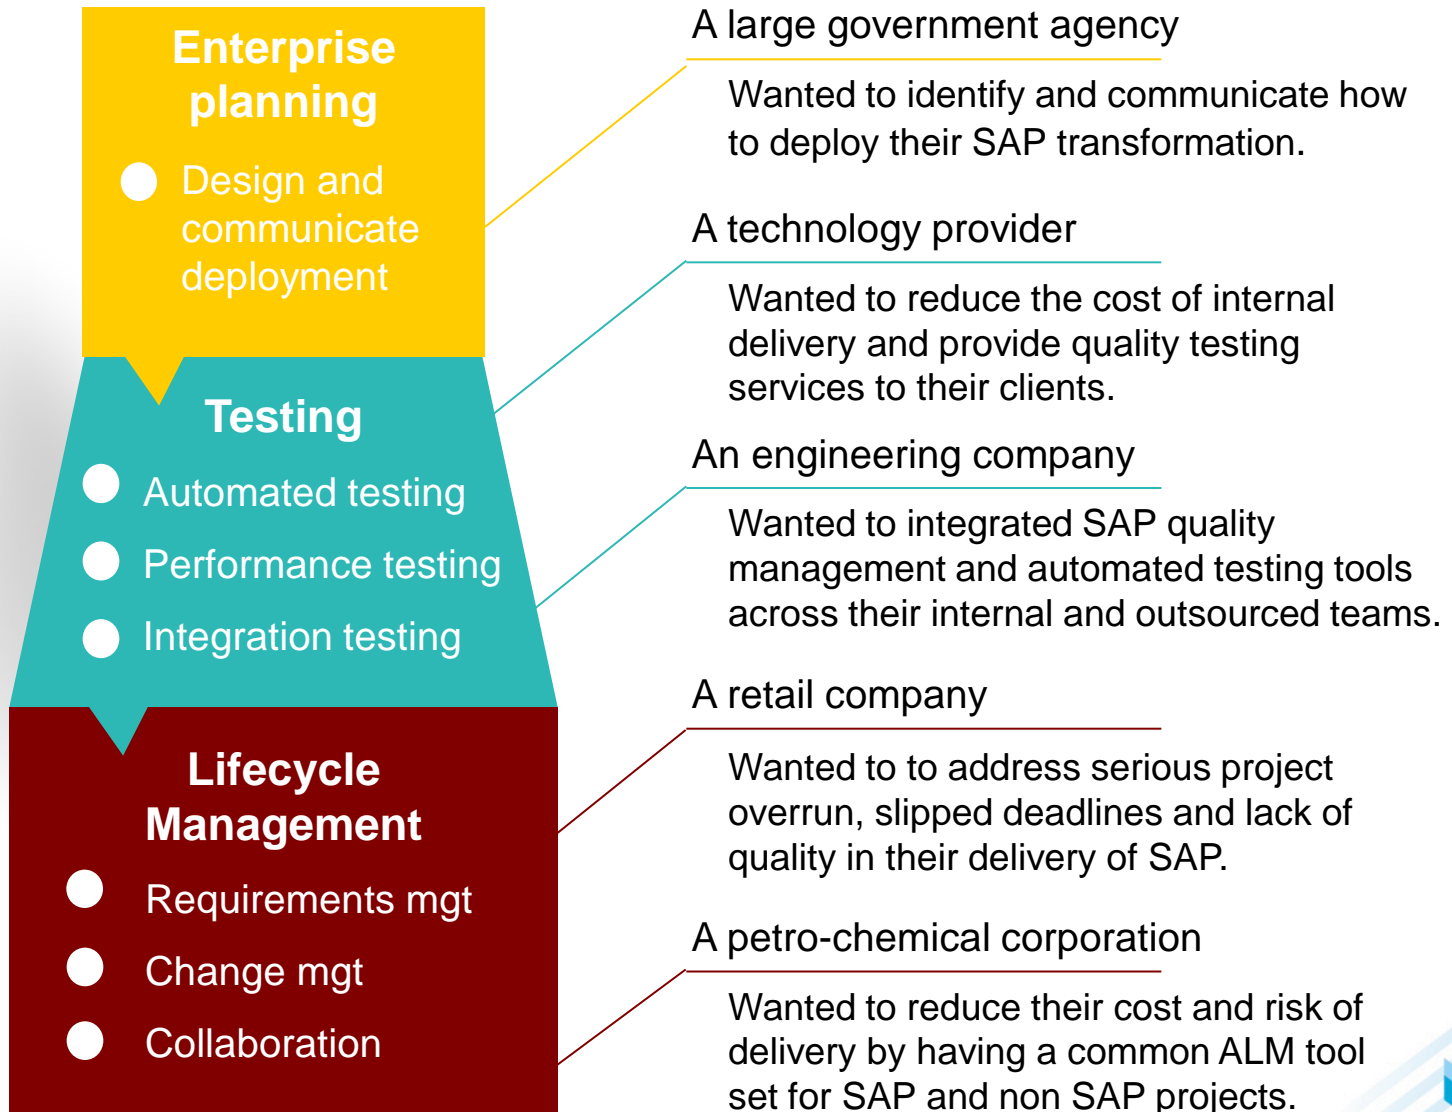 Enterprise
planning
Design and
communicate
deployment
Testing
Automated testing
Performance testing
Integration testing
Lifecycle
Management
Requirements mgt
Change mgt
Collaboration
A large government agency
Wanted to identify and communicate how
to deploy their SAP transformation.
A technology provider
Wanted to reduce the cost of internal
delivery and provide quality testing
services to their clients.
An engineering company
Wanted to integrated SAP quality
management and automated testing tools
across their internal and outsourced teams.
A retail company
Wanted to to address serious project
overrun, slipped deadlines and lack of
quality in their delivery of SAP.
A petro-chemical corporation
Wanted to reduce their cost and risk of
delivery by having a common ALM tool
set for SAP and non SAP projects.